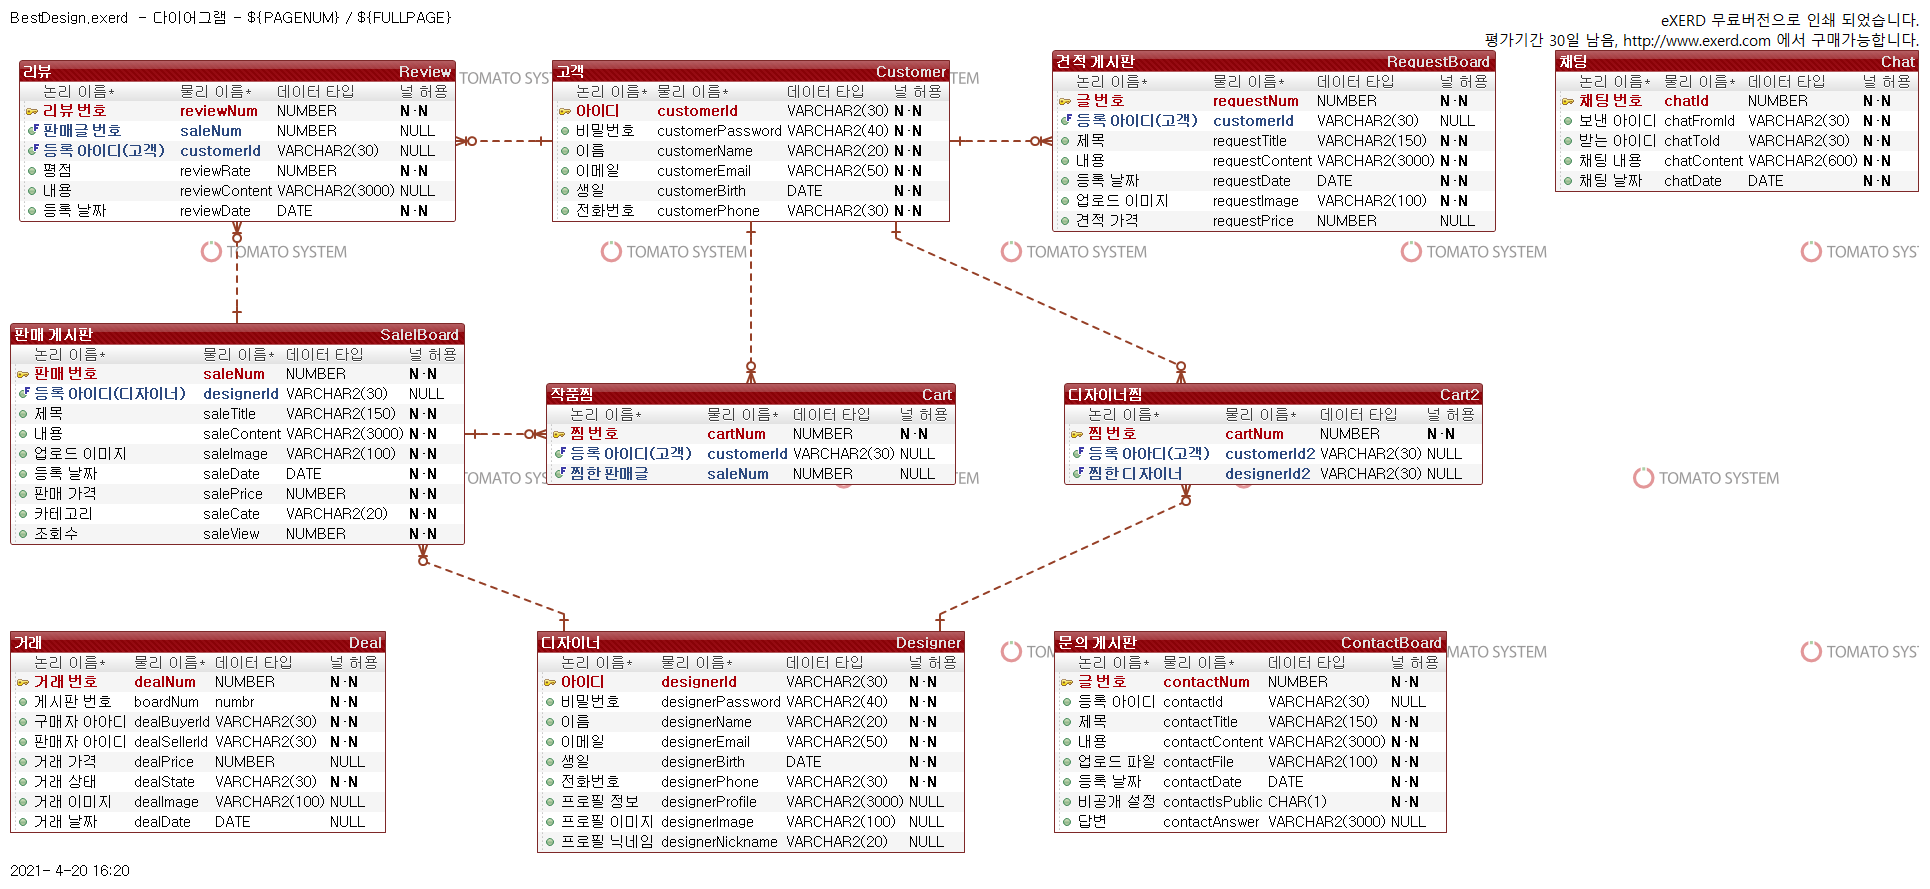 BestDesign.exerd - 다이어그램 - ${PAGENUM} / ${FULLPAGE}
eXERD 무료버전으로 인쇄 되었습니다.
평가기간 30일 남음, http://www.exerd.com 에서 구매가능합니다.
리뷰 Review
논리 이름* 물리 이름* 데이터 타입 널 허용
리뷰 번호 reviewNum NUMBER N·N
판매글 번호 saleNum NUMBER NULL
등록 아이디(고객) customerId VARCHAR2(30) NULL
평점 reviewRate NUMBER N·N
내용 reviewContent VARCHAR2(3000) NULL
등록 날짜 reviewDate DATE N·N
TOMATO SYST
고객 Customer
논리 이름* 물리 이름* 데이터 타입 널 허용
아이디 customerId VARCHAR2(30) N·N
비밀번호 customerPassword VARCHAR2(40) N·N
이름 customerName VARCHAR2(20) N·N
이메일 customerEmail VARCHAR2(50) N·N
생일 customerBirth DATE N·N
전화번호 customerPhone VARCHAR2(30) N·N
TEM
견적 게시판 RequestBoard
논리 이름* 물리 이름* 데이터 타입 널 허용
글 번호 requestNum NUMBER N·N
등록 아이디(고객) customerId VARCHAR2(30) NULL
제목 requestTitle VARCHAR2(150) N·N
내용 requestContent VARCHAR2(3000) N·N
등록 날짜 requestDate DATE N·N
업로드 이미지 requestImage VARCHAR2(100) N·N
견적 가격 requestPrice NUMBER NULL
채팅 Chat
논리 이름* 물리 이름* 데이터 타입 널 허용
채팅 번호 chatId NUMBER N·N
보낸 아이디 chatFromId VARCHAR2(30) N·N
받는 아이디 chatToId VARCHAR2(30) N·N
채팅 내용 chatContent VARCHAR2(600) N·N
채팅 날짜 chatDate DATE N·N
TOMATO SYSTEM
TOMATO SYSTEM
TOMATO SYSTEM
TOMATO SYSTEM
TOMATO SYST
판매 게시판 SalelBoard
논리 이름* 물리 이름* 데이터 타입 널 허용
판매 번호 saleNum NUMBER N·N
등록 아이디(디자이너) designerId VARCHAR2(30) NULL
제목 saleTitle VARCHAR2(150) N·N
내용 saleContent VARCHAR2(3000) N·N
업로드 이미지 saleImage VARCHAR2(100) N·N
등록 날짜 saleDate DATE N·N
판매 가격 salePrice NUMBER N·N
카테고리 saleCate VARCHAR2(20) N·N
조회수 saleView NUMBER N·N
작품찜 Cart
논리 이름* 물리 이름* 데이터 타입 널 허용
찜 번호 cartNum NUMBER N·N
등록 아이디(고객) customerId VARCHAR2(30) NULL
찜한 판매글 saleNum NUMBER NULL
디자이너찜 Cart2
논리 이름* 물리 이름* 데이터 타입 널 허용
찜 번호 cartNum NUMBER N·N
등록 아아디(고객) customerId2 VARCHAR2(30) NULL
찜한 디자이너 designerId2 VARCHAR2(30) NULL
TOMATO SYSTEM
TEM
TOMATO SYSTEM
거래 Deal
논리 이름* 물리 이름* 데이터 타입 널 허용
거래 번호 dealNum NUMBER N·N
게시판 번호 boardNum numbr N·N
구매자 아아디 dealBuyerId VARCHAR2(30) N·N
판매자 아이디 dealSellerId VARCHAR2(30) N·N
거래 가격 dealPrice NUMBER NULL
거래 상태 dealState VARCHAR2(30) N·N
거래 이미지 dealImage VARCHAR2(100) NULL
거래 날짜 dealDate DATE NULL
디자이너 Designer
논리 이름* 물리 이름* 데이터 타입 널 허용
아이디 designerId VARCHAR2(30) N·N
비밀번호 designerPassword VARCHAR2(40) N·N
이름 designerName VARCHAR2(20) N·N
이메일 designerEmail VARCHAR2(50) N·N
생일 designerBirth DATE N·N
전화번호 designerPhone VARCHAR2(30) N·N
프로필 정보 designerProfile VARCHAR2(3000) NULL
프로필 이미지 designerImage VARCHAR2(100) NULL
프로필 닉네임 designerNickname VARCHAR2(20) NULL
TOM
문의 게시판 ContactBoard
논리 이름* 물리 이름* 데이터 타입 널 허용
글 번호 contactNum NUMBER N·N
등록 아이디 contactId VARCHAR2(30) NULL
제목 contactTitle VARCHAR2(150) N·N
내용 contactContent VARCHAR2(3000) N·N
업로드 파일 contactFile VARCHAR2(100) N·N
등록 날짜 contactDate DATE N·N
비공개 설정 contactIsPublic CHAR(1) N·N
답변 contactAnswer VARCHAR2(3000) NULL
MATO SYSTEM
TOMATO SYST
2021- 4-20 16:20